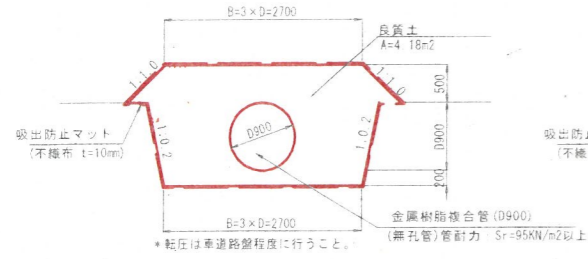 B=3×D=2700
良質土
A=4.18m2
1:1.0
1:1.0
500
吸出防止マット
(不織布 t=10mm)
1:0.2
D900
1:0.2
D900
吸出防止
(不織
200
金属樹脂複合管(D900)
B=3×D=2700
(無孔管)管耐力 Sr=95KN/m2以上
*転圧は車道路盤程度に行うこと。